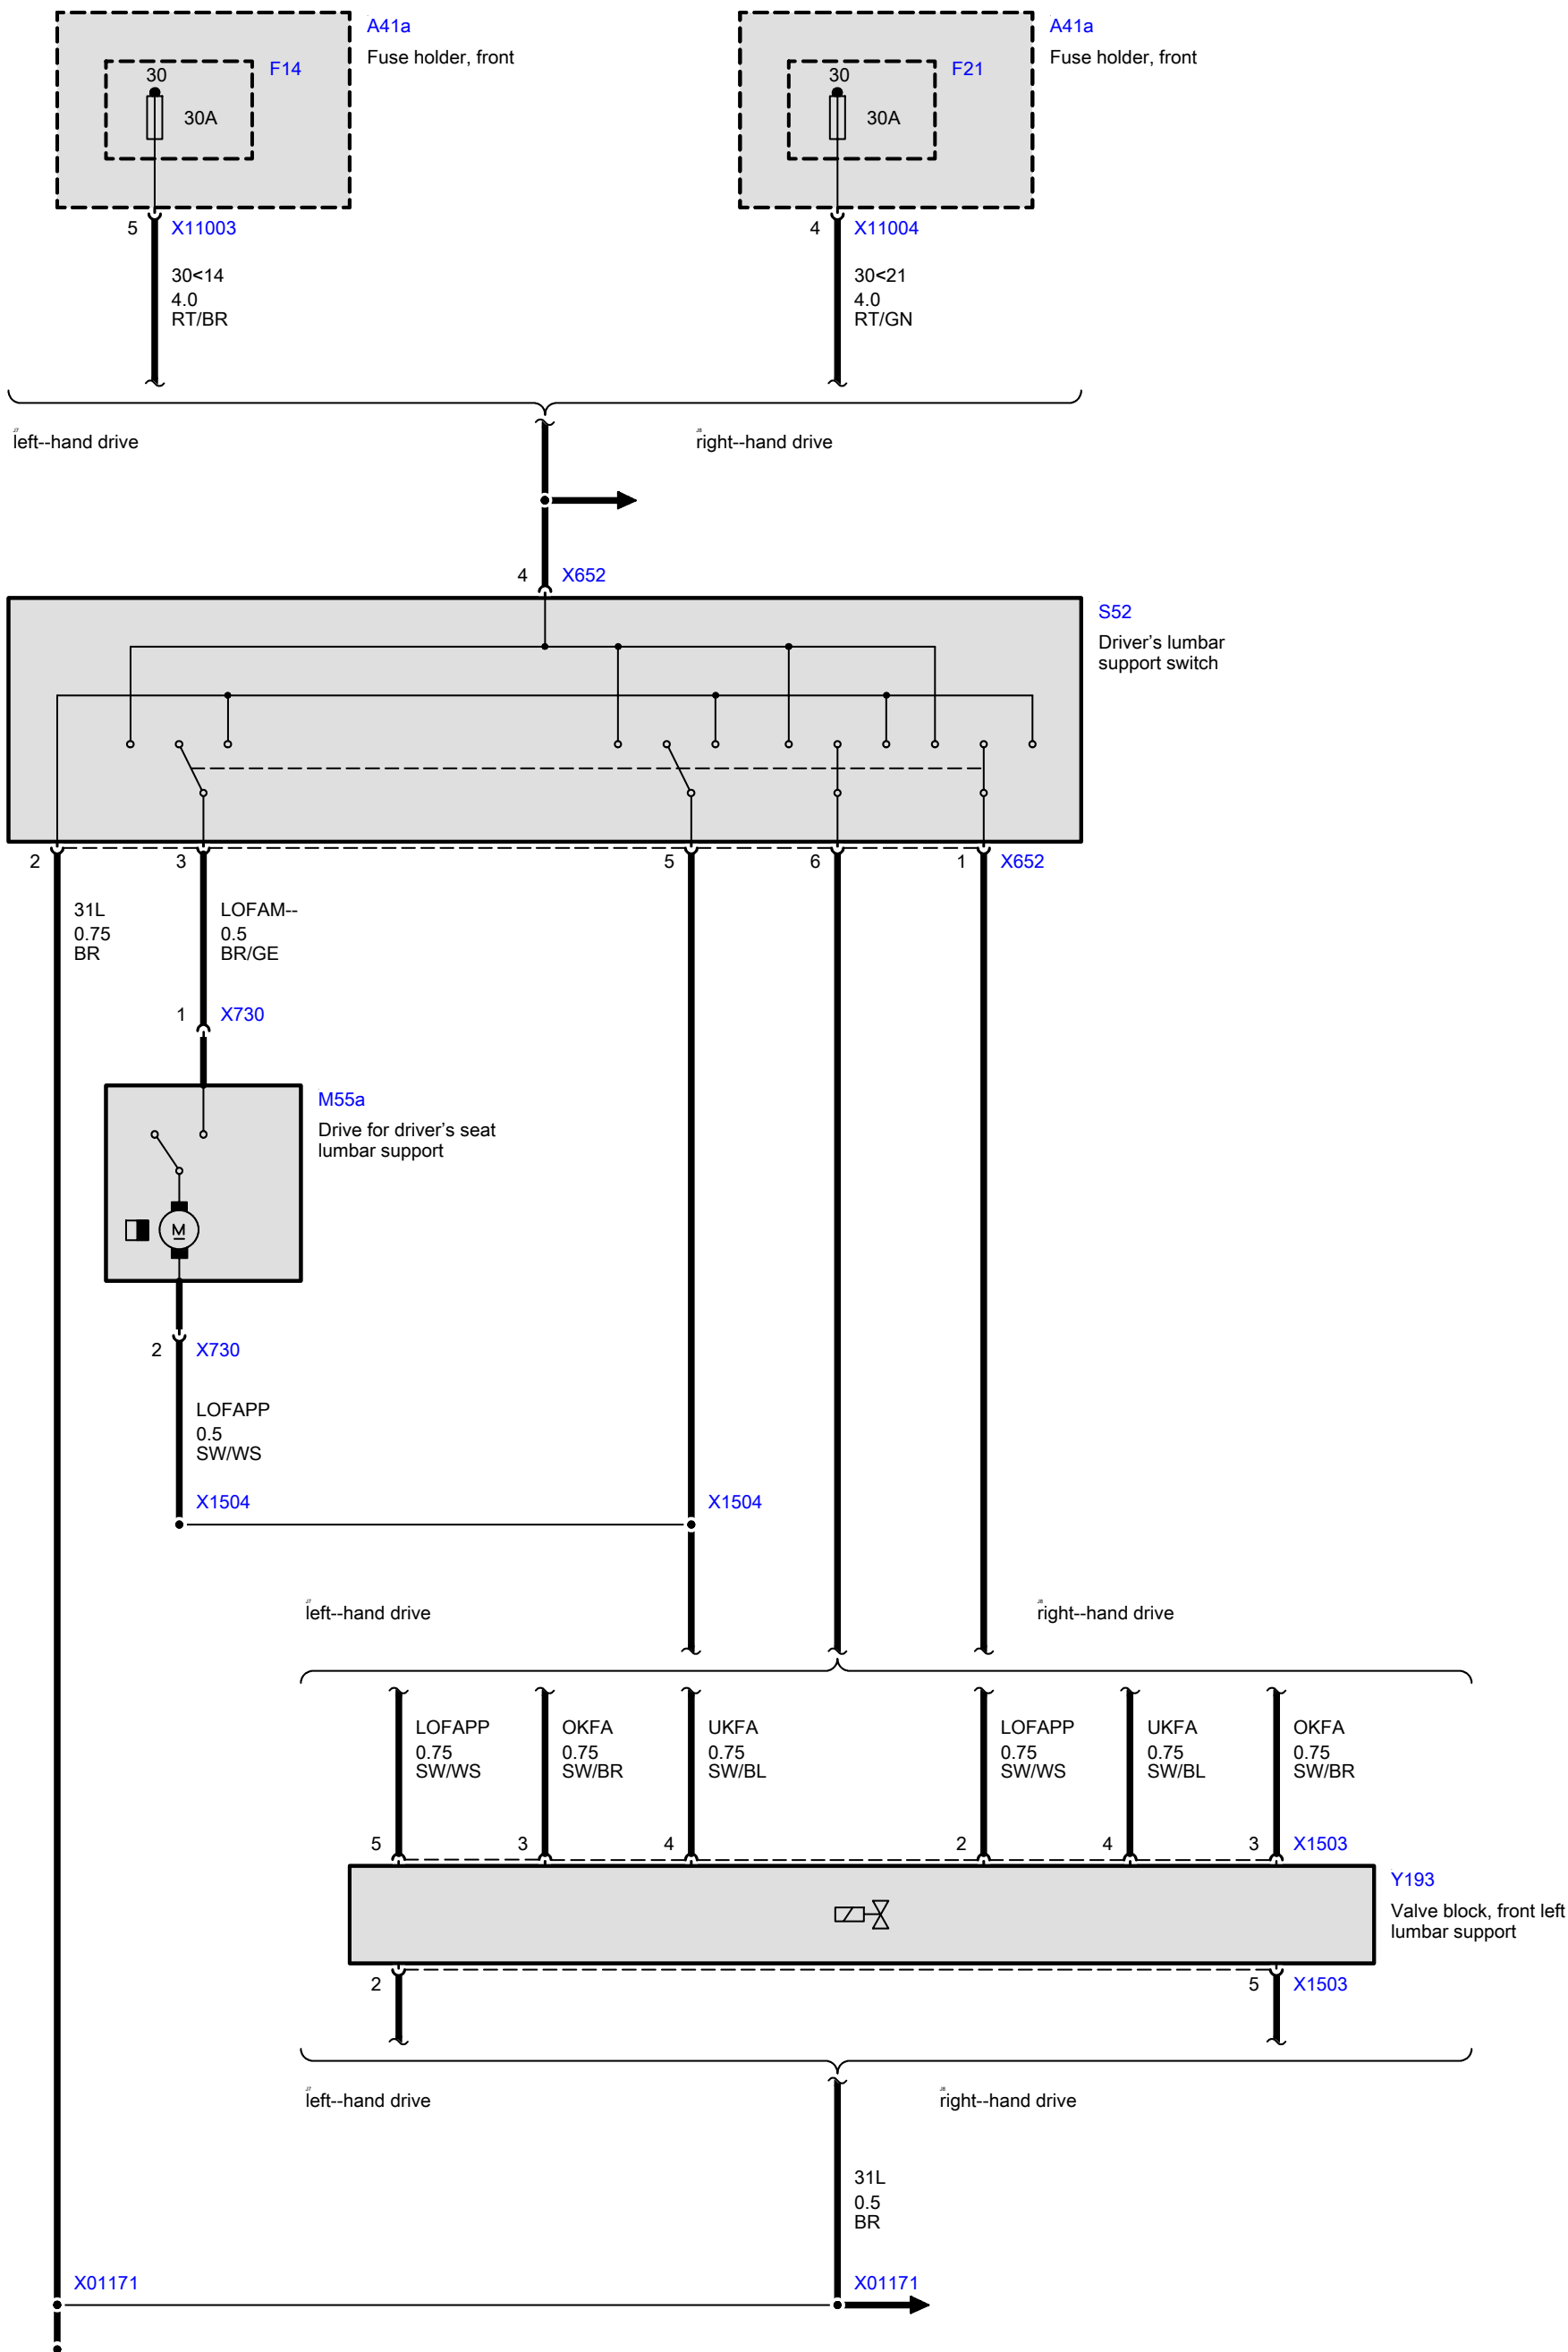 A41a
Fuse holder, front
F14
30
30A
5
X11003
30<14
4.0
RT/BR
A41a
Fuse holder, front
F21
30
30A
4
X11004
30<21
4.0
RT/GN
left--hand drive
right--hand drive
4
X652
S52
Driver's lumbar
support switch
2
3
5
6
1
X652
31L
0.75
BR
LOFAM--
0.5
BR/GE
1
X730
M55a
Drive for driver's seat
lumbar support
M
2
X730
LOFAPP
0.5
SW/WS
X1504
X1504
left--hand drive
right--hand drive
LOFAPP
0.75
SW/WS
OKFA
0.75
SW/BR
UKFA
0.75
SW/BL
LOFAPP
0.75
SW/WS
UKFA
0.75
SW/BL
OKFA
0.75
SW/BR
5
3
4
2
4
3
X1503
Y193
Valve block, front left
lumbar support
2
5
X1503
left--hand drive
right--hand drive
31L
0.5
BR
X01171
X01171